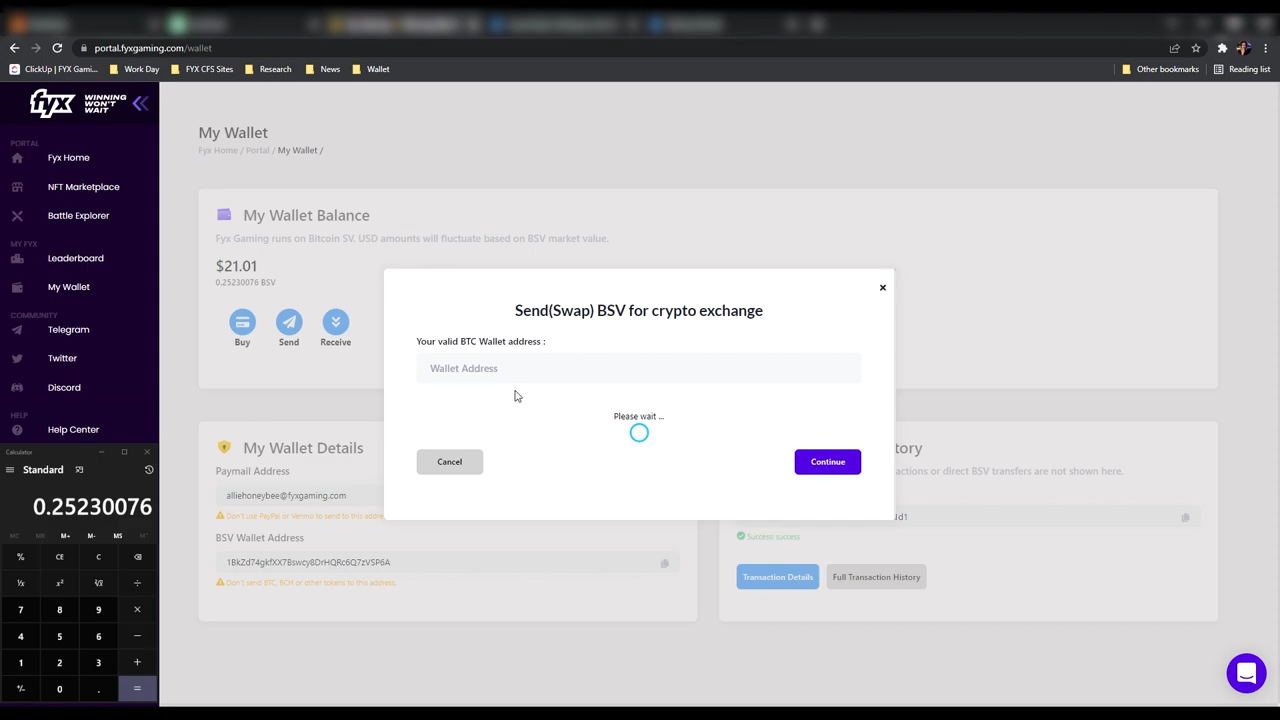 portal.fyxgaming.com/wallet
ClickUp | FYX Gami...
Work Day
FYX CFS Sites
Research
News
Wallet
Other bookmarks
Reading list
fyx
WINNING
WON'T
WAIT
PORTAL
Fyx Home
NFT Marketplace
Battle Explorer
MY FYX
Leaderboard
My Wallet
COMMUNITY
Telegram
Twitter
Discord
HELP
Help Center
My Wallet
Fyx Home / Portal / My Wallet /
My Wallet Balance
Fyx Gaming runs on Bitcoin SV. USD amounts will fluctuate based on BSV market value.
$21.01
0.25230076 BSV
Buy
Send
Receive
Send(Swap) BSV for crypto exchange
Your valid BTC Wallet address :
Wallet Address
Please wait ...
Cancel
Continue
My Wallet Details
Paymail Address
alliehoneybee@fyxgaming.com
Don't use PayPal or Venmo to send to this addre
BSV Wallet Address
1BkZd74gkfXX7Bswcy8DrHQRc6Q7zVSP6A
Don't send BTC, BCH or other tokens to this address.
ory
actions or direct BSV transfers are not shown here.
ld1
Success success
Transaction Details
Full Transaction History
Calculator
Standard
0.25230076
MC MR M+ M- MS M˅
% CE C
¹⁄ₓ x² ²√x ÷
7 8 9 ×
4 5 6 −
1 2 3 +
+/− 0 . =